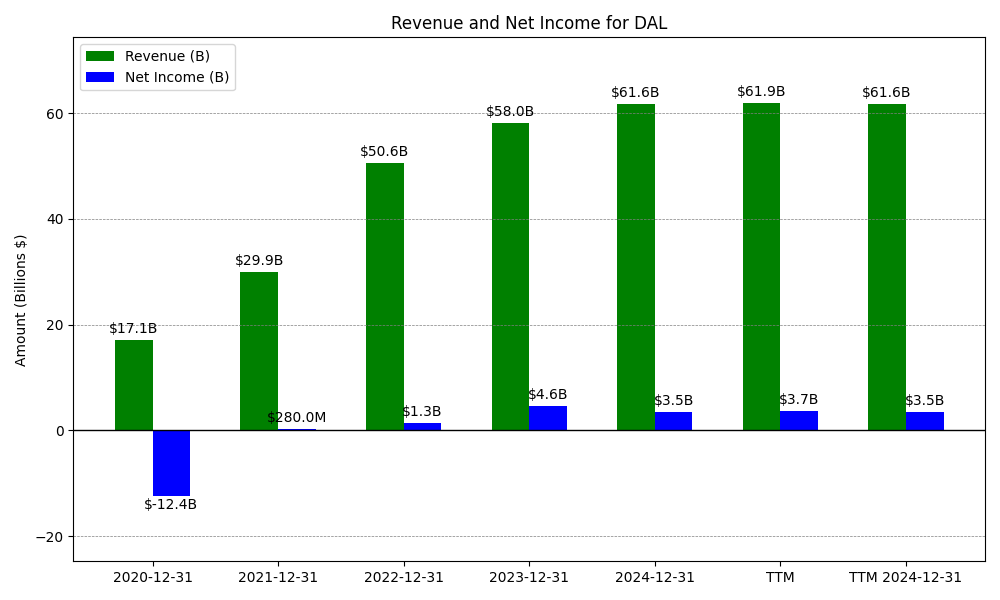 Revenue and Net Income for DAL
Revenue (B)
Net Income (B)
Amount (Billions $)
60
40
20
0
−20
$17.1B
$-12.4B
$29.9B
$280.0M
$50.6B
$1.3B
$58.0B
$4.6B
$61.6B
$3.5B
$61.9B
$3.7B
$61.6B
$3.5B
2020-12-31
2021-12-31
2022-12-31
2023-12-31
2024-12-31
TTM
TTM 2024-12-31